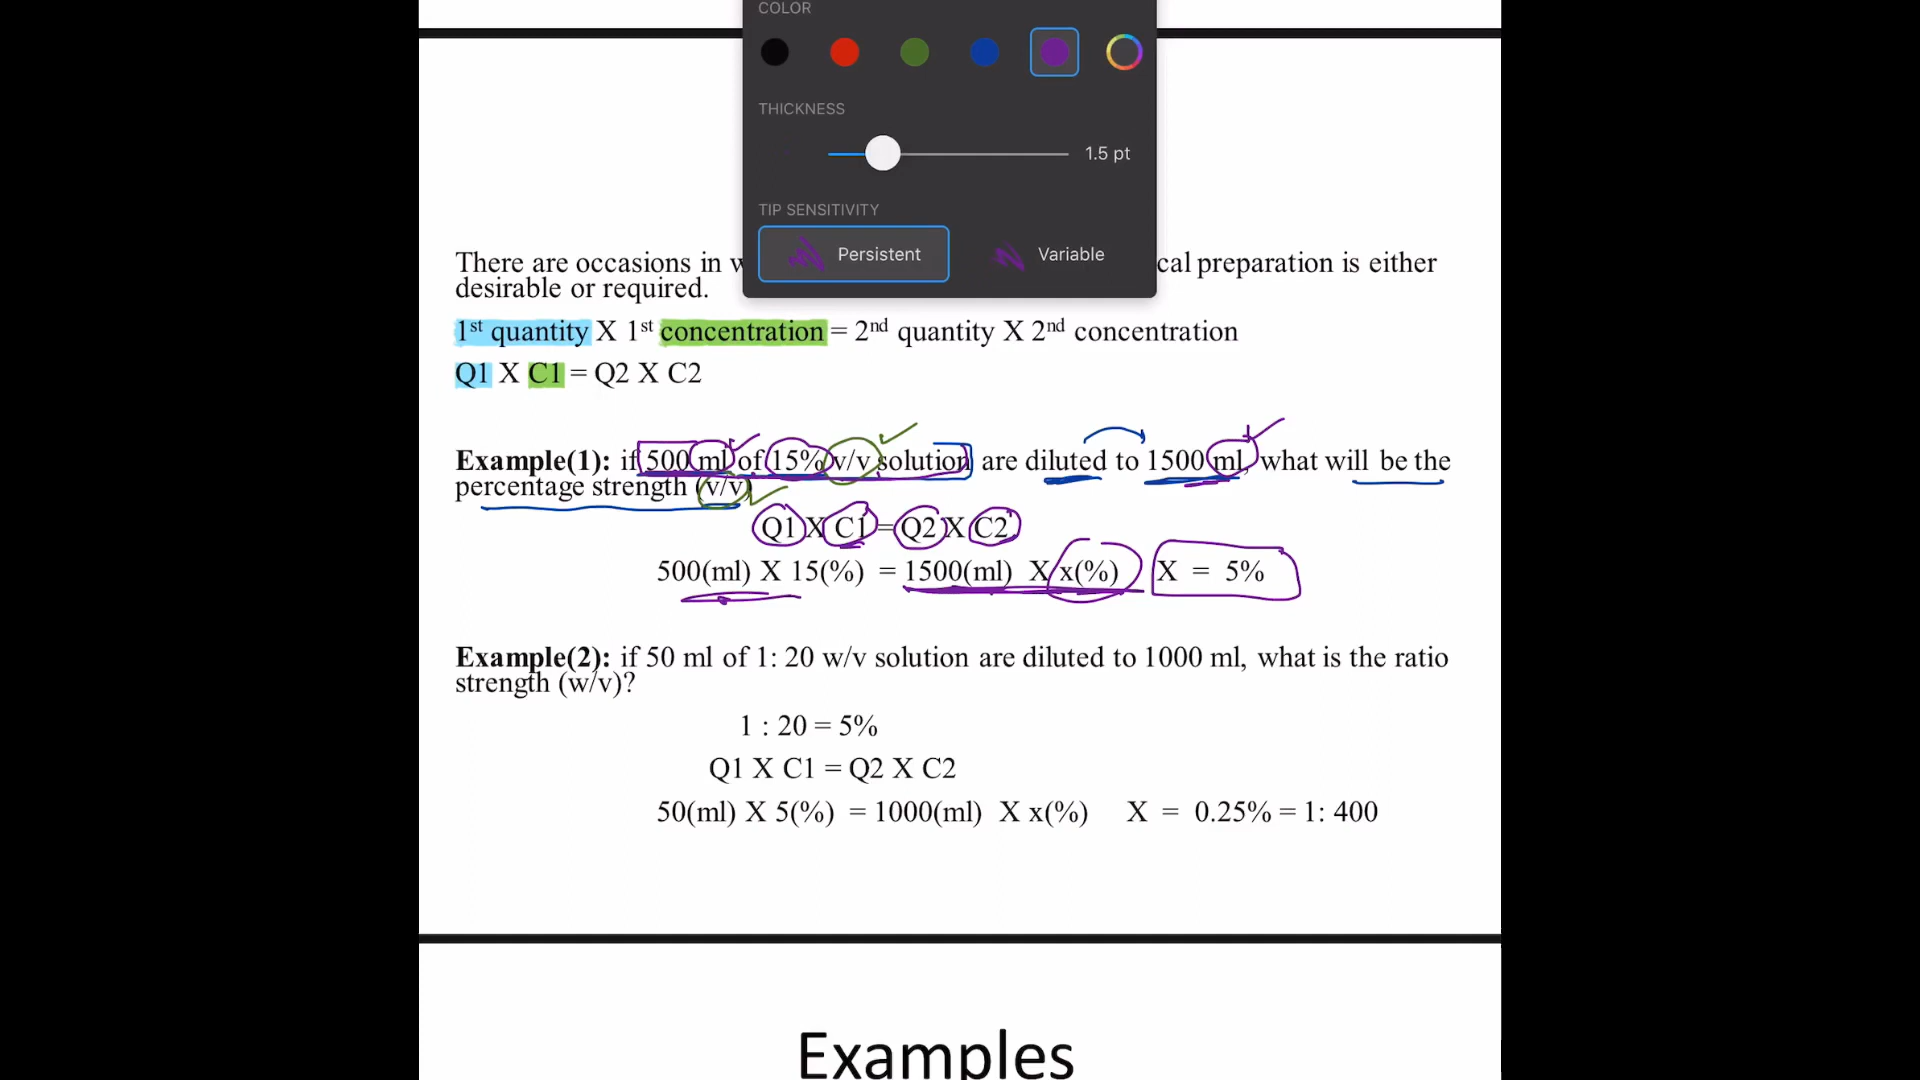 COLOR
THICKNESS
1.5 pt
TIP SENSITIVITY
Persistent Variable
There are occasions in w cal preparation is either
desirable or required.
1st quantity X 1st concentration = 2nd quantity X 2nd concentration
Q1 X C1 = Q2 X C2
Example(1): if 500 ml of 15% v/v solution are diluted to 1500 ml, what will be the
percentage strength (v/v)
Q1 X C1 = Q2 X C2
500(ml) X 15(%) = 1500(ml) X x(%) X = 5%
Example(2): if 50 ml of 1: 20 w/v solution are diluted to 1000 ml, what is the ratio
strength (w/v)?
1 : 20 = 5%
Q1 X C1 = Q2 X C2
50(ml) X 5(%) = 1000(ml) X x(%) X = 0.25% = 1: 400
Examples